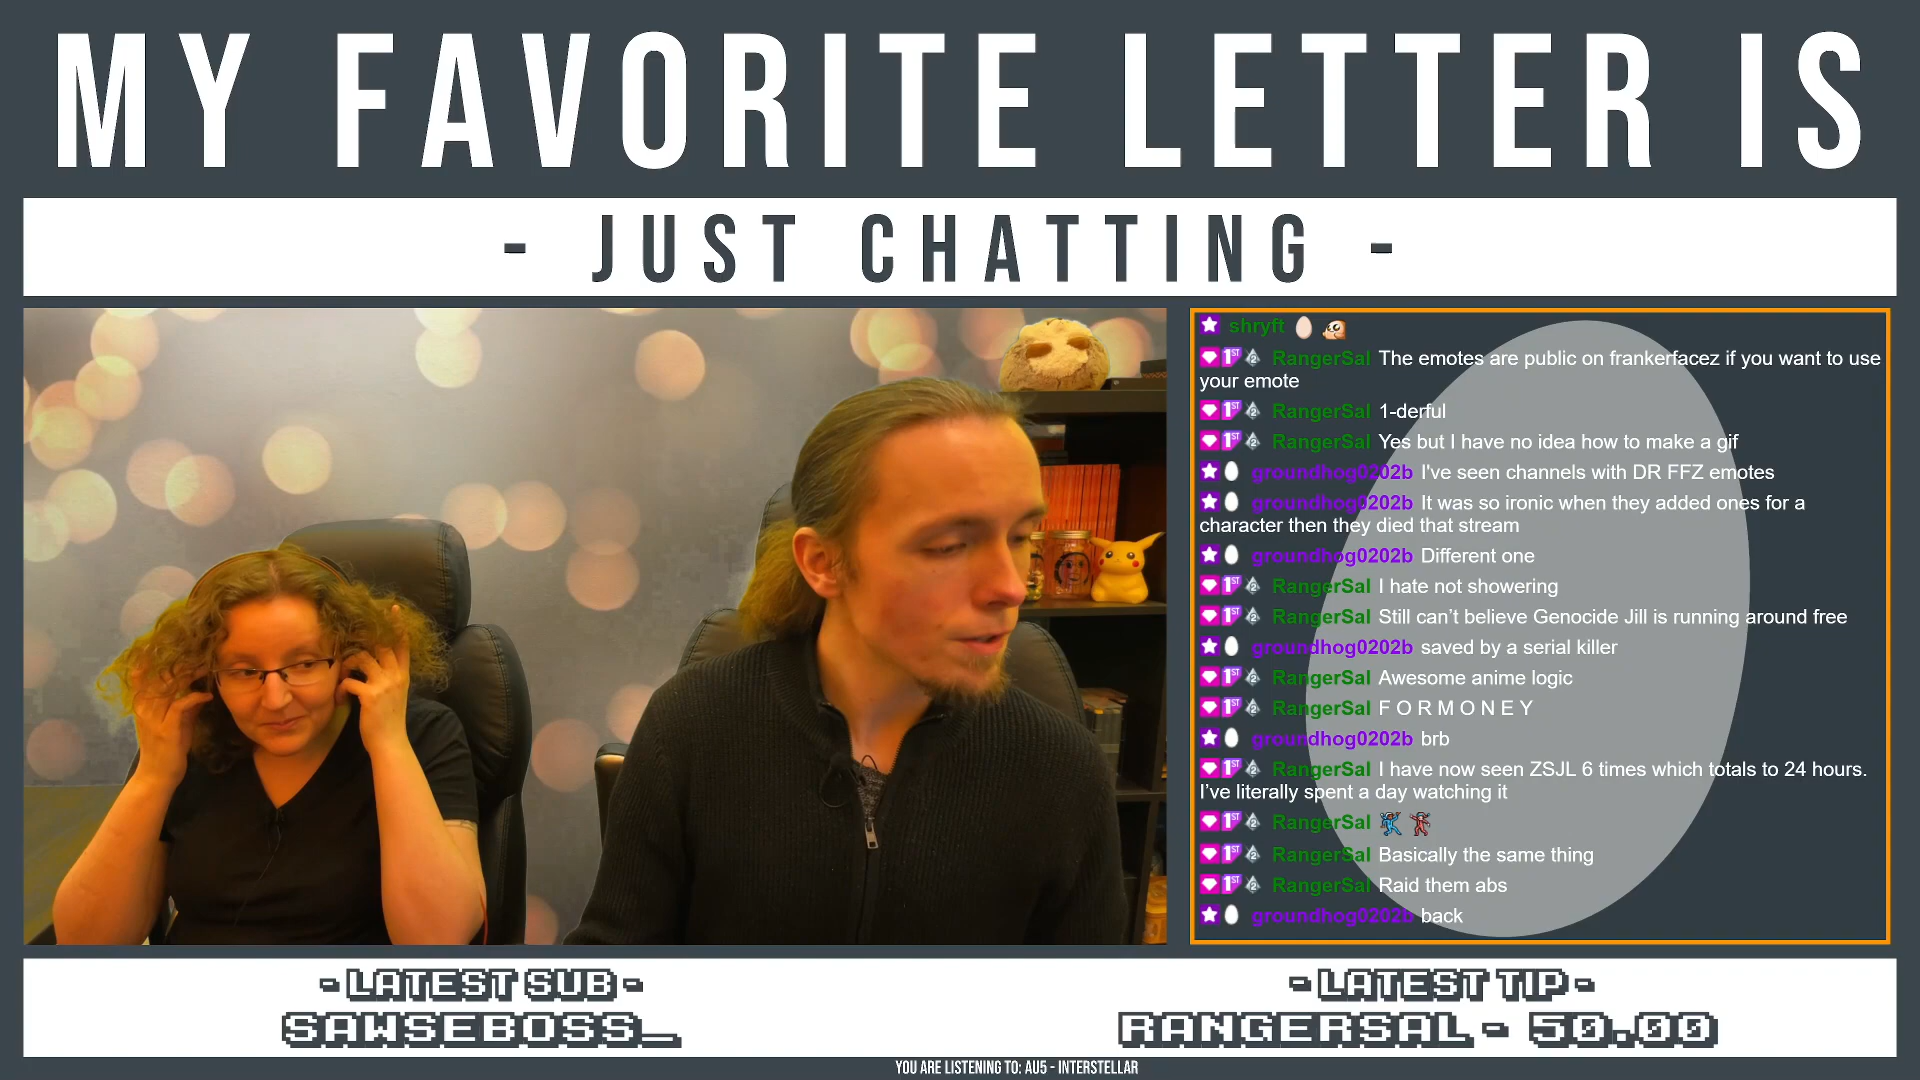 MY FAVORITE LETTER IS
- JUST CHATTING -
shryft
RangerSal The emotes are public on frankerfacez if you want to use
your emote
RangerSal 1-derful
RangerSal Yes but I have no idea how to make a gif
groundhog0202b I've seen channels with DR FFZ emotes
groundhog0202b It was so ironic when they added ones for a
character then they died that stream
groundhog0202b Different one
RangerSal I hate not showering
RangerSal Still can’t believe Genocide Jill is running around free
groundhog0202b saved by a serial killer
RangerSal Awesome anime logic
RangerSal F O R M O N E Y
groundhog0202b brb
RangerSal I have now seen ZSJL 6 times which totals to 24 hours.
I’ve literally spent a day watching it
RangerSal
RangerSal Basically the same thing
RangerSal Raid them abs
groundhog0202b back
- LATEST SUB -
SAWSEBOSS_
- LATEST TIP -
RANGERSAL - 50.00
YOU ARE LISTENING TO: AU5 - INTERSTELLAR